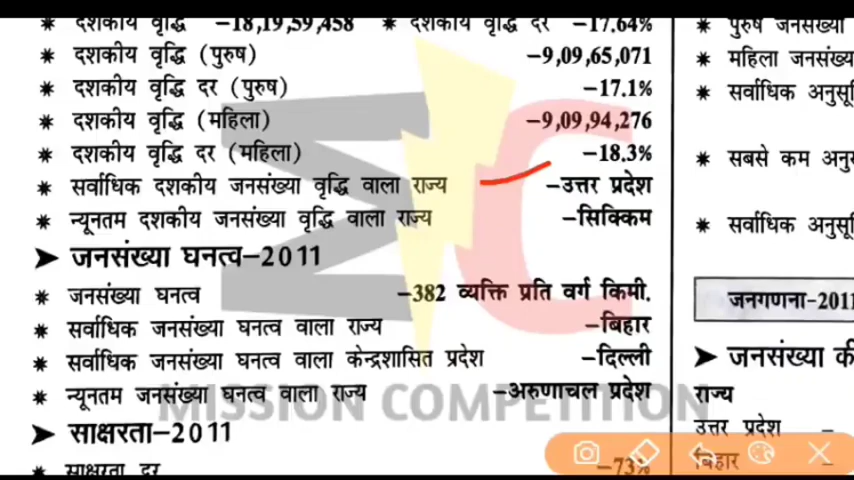 * दशकीय वृद्धि -18,19,59,458 * दशकीय वृद्धि दर -17.64%
* दशकीय वृद्धि (पुरुष) -9,09,65,071
* दशकीय वृद्धि दर (पुरुष) -17.1%
* दशकीय वृद्धि (महिला) -9,09,94,276
* दशकीय वृद्धि दर (महिला) -18.3%
* सर्वाधिक दशकीय जनसंख्या वृद्धि वाला राज्य -उत्तर प्रदेश
* न्यूनतम दशकीय जनसंख्या वृद्धि वाला राज्य -सिक्किम
➤ जनसंख्या घनत्व-2011
* जनसंख्या घनत्व -382 व्यक्ति प्रति वर्ग किमी.
* सर्वाधिक जनसंख्या घनत्व वाला राज्य -बिहार
* सर्वाधिक जनसंख्या घनत्व वाला केन्द्रशासित प्रदेश -दिल्ली
* न्यूनतम जनसंख्या घनत्व वाला राज्य -अरुणाचल प्रदेश
MISSION COMPETITION
➤ साक्षरता-2011
* साक्षरता दर -73%
* पुरुष जनसंख्या
* महिला जनसंख्
* सर्वाधिक अनुसू
* सबसे कम अनु
* सर्वाधिक अनुसू
जनगणना-2011
➤ जनसंख्या की
राज्य
उत्तर प्रदेश -
बिहार -